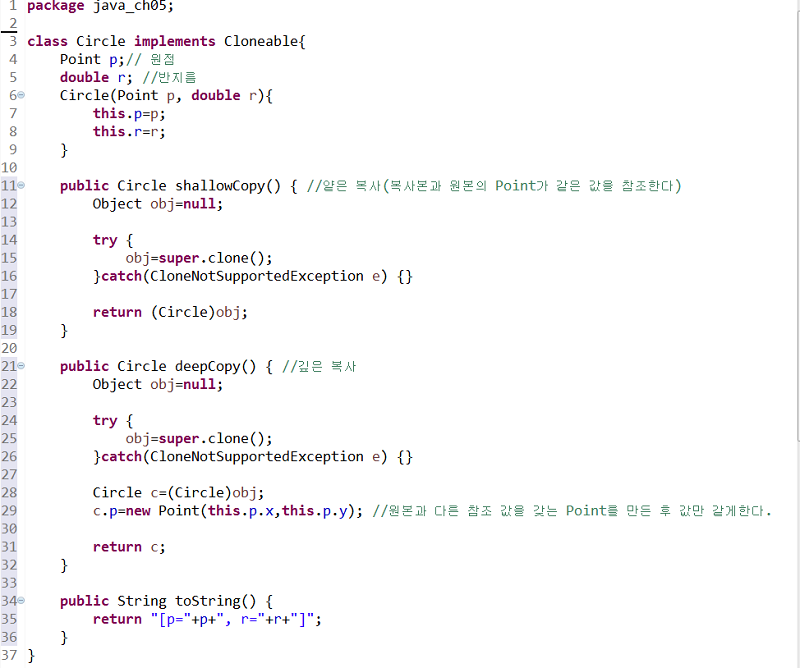 1 package java_ch05;
2
3 class Circle implements Cloneable{
4     Point p;// 원점
5     double r; //반지름
6     Circle(Point p, double r){
7         this.p=p;
8         this.r=r;
9     }
10
11     public Circle shallowCopy() { //얕은 복사(복사본과 원본의 Point가 같은 값을 참조한다)
12         Object obj=null;
13
14         try {
15             obj=super.clone();
16         }catch(CloneNotSupportedException e) {}
17
18         return (Circle)obj;
19     }
20
21     public Circle deepCopy() { //깊은 복사
22         Object obj=null;
23
24         try {
25             obj=super.clone();
26         }catch(CloneNotSupportedException e) {}
27
28         Circle c=(Circle)obj;
29         c.p=new Point(this.p.x,this.p.y); //원본과 다른 참조 값을 갖는 Point를 만든 후 값만 같게한다.
30
31         return c;
32     }
33
34     public String toString() {
35         return "[p="+p+", r="+r+"]";
36     }
37 }